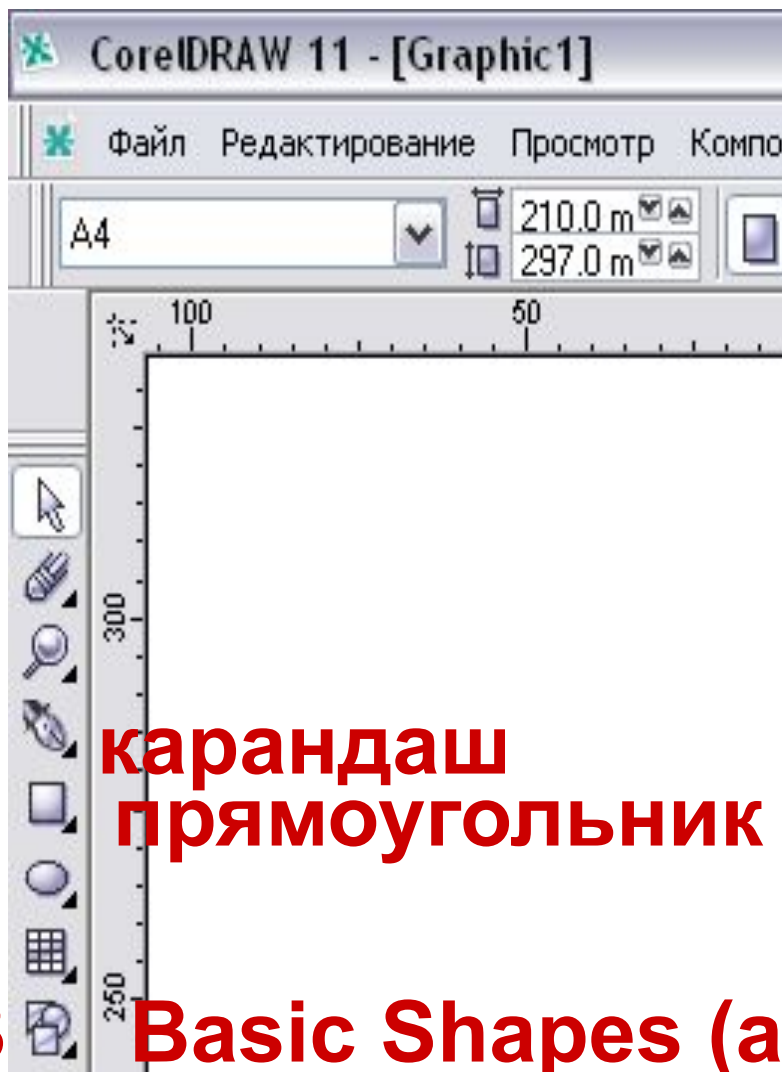 CorelDRAW 11 - [Graphic1]
Файл Редактирование Просмотр Компо
A4
210.0 m
297.0 m
100 50
300
карандаш
прямоугольник
250
Basic Shapes (а